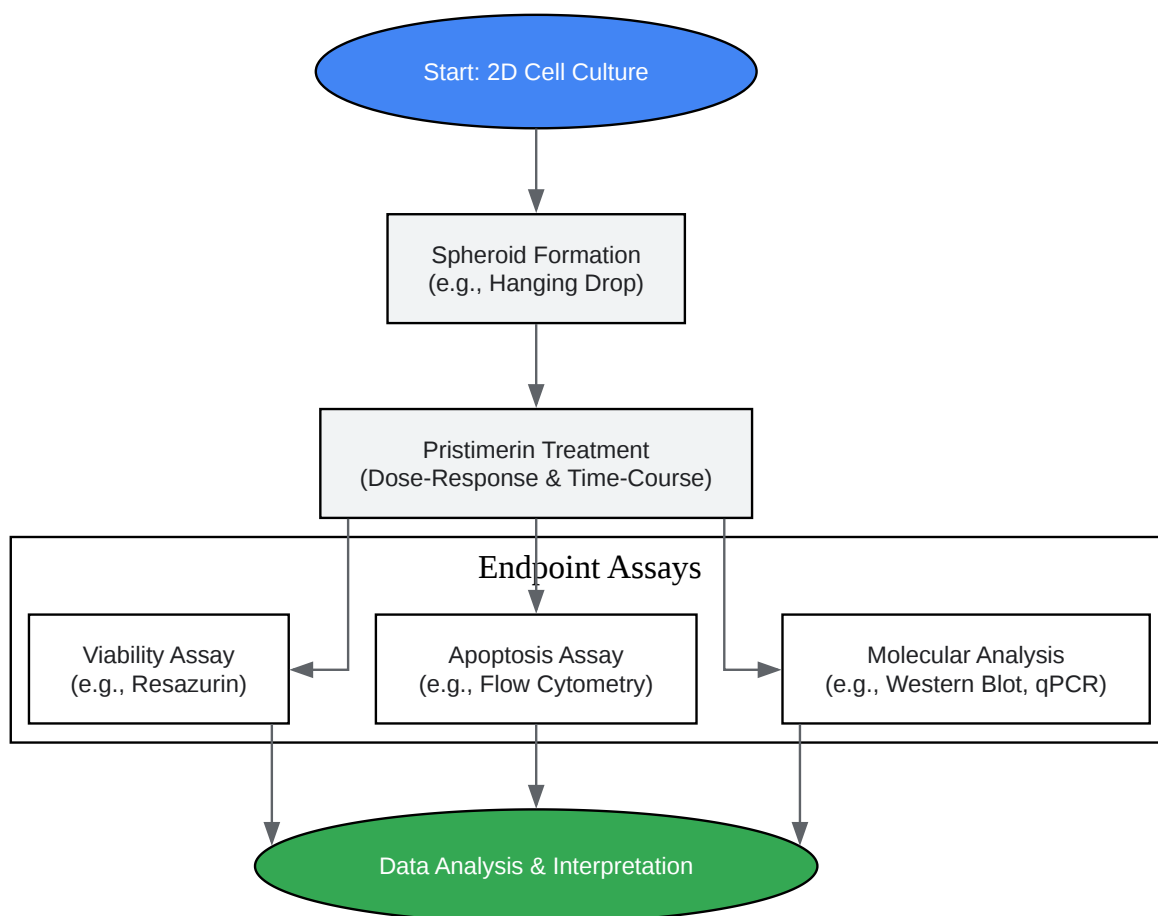 Start: 2D Cell Culture
Spheroid Formation
(e.g., Hanging Drop)
Pristimerin Treatment
(Dose-Response & Time-Course)
Endpoint Assays
Viability Assay
(e.g., Resazurin)
Apoptosis Assay
(e.g., Flow Cytometry)
Molecular Analysis
(e.g., Western Blot, qPCR)
Data Analysis & Interpretation